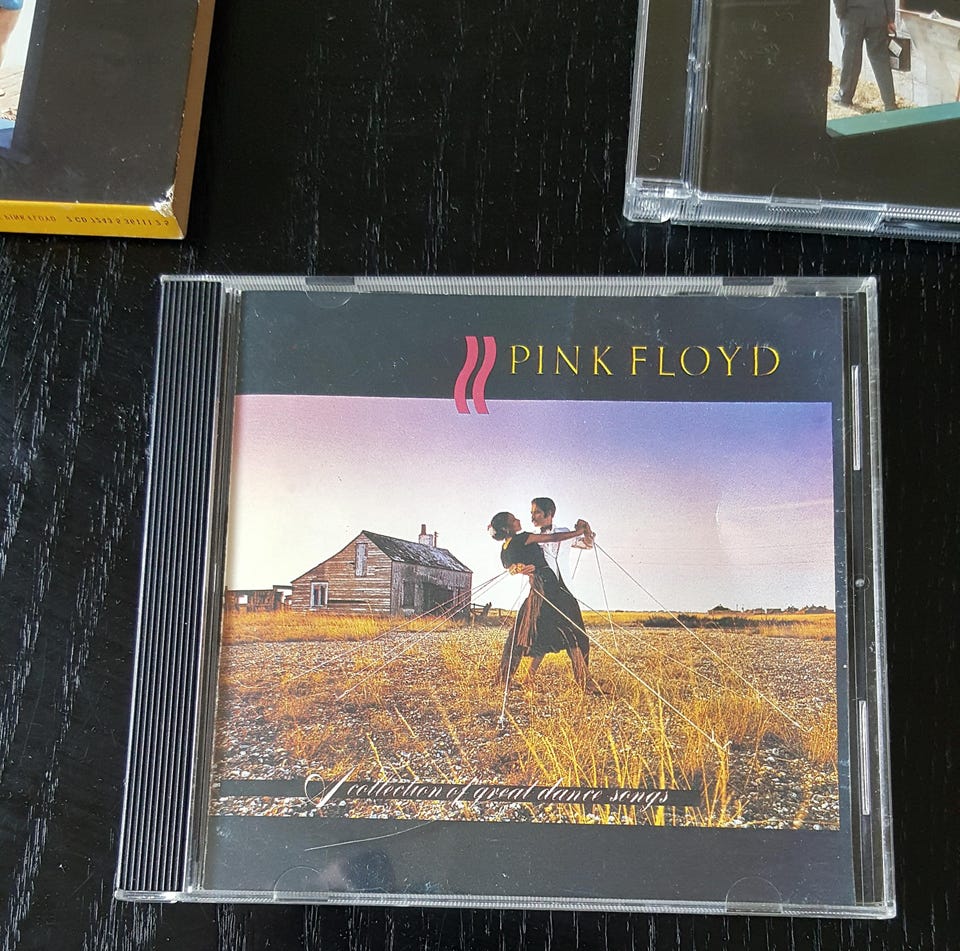 PINK FLOYD
A collection of great dance songs